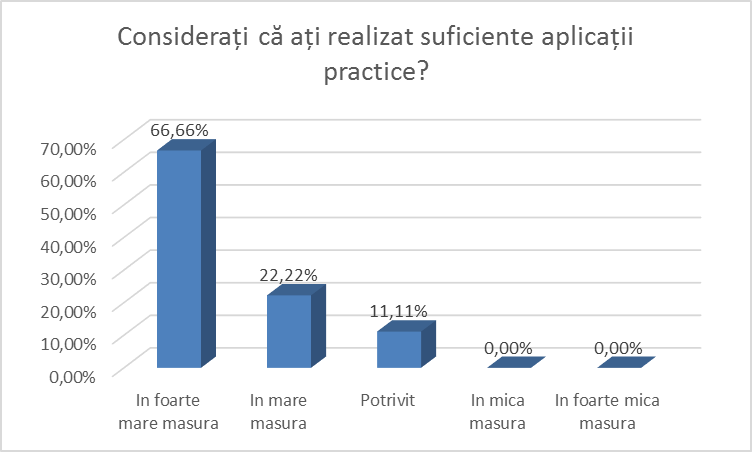 Considerați că ați realizat suficiente aplicații
practice?
66,66%
70,00%
60,00%
50,00%
40,00%
22,22%
30,00%
11,11%
20,00%
0,00%
0,00%
10,00%
0,00%
In foarte
mare masura
In mare
masura
Potrivit
In mica
masura
In foarte mica
masura